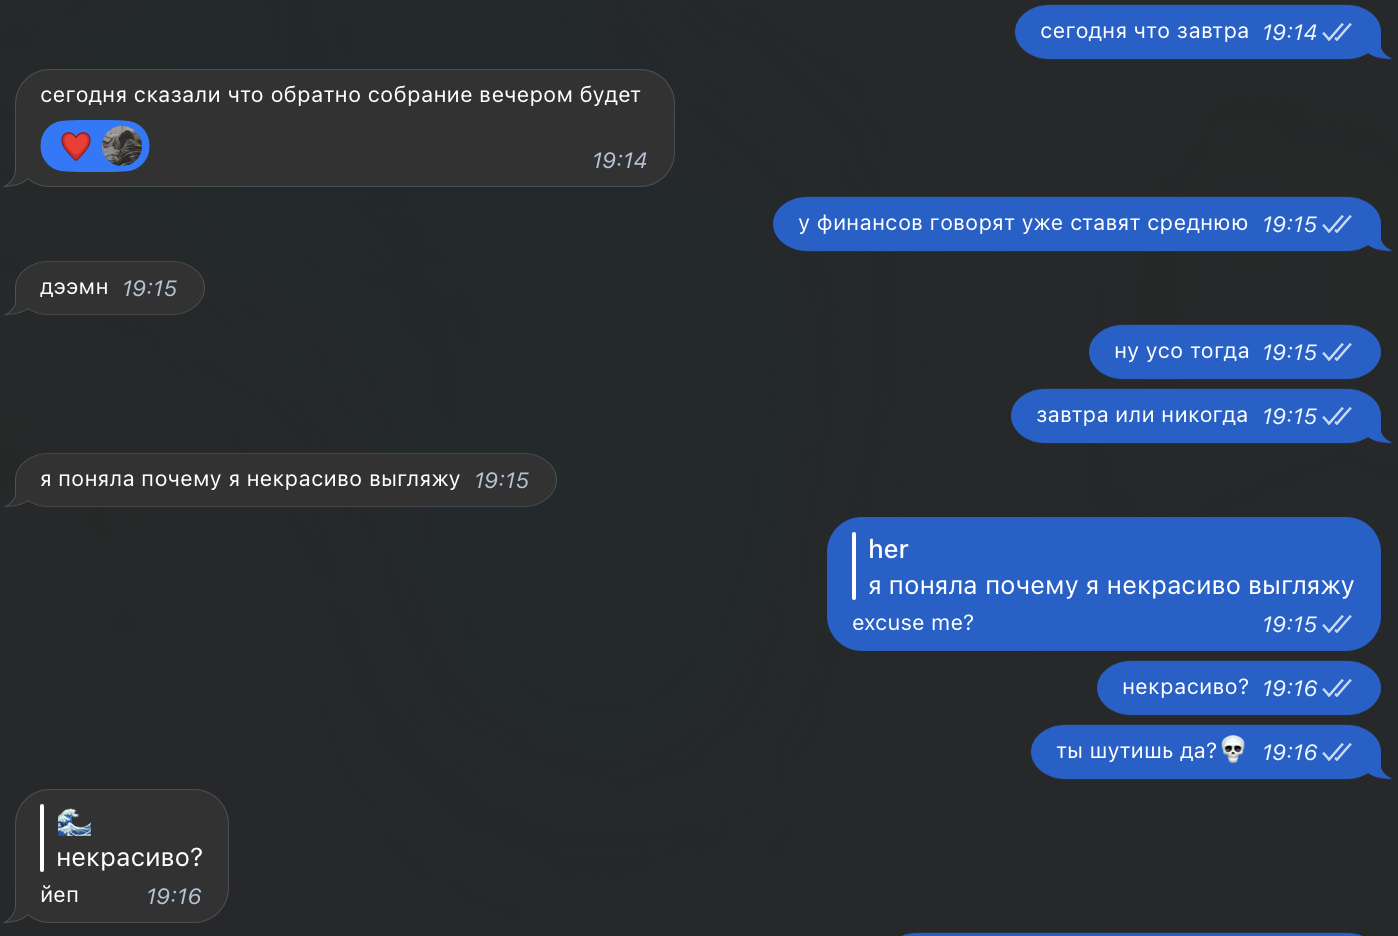 сегодня что завтра 19:14
сегодня сказали что обратно собрание вечером будет
19:14
у финансов говорят уже ставят среднюю 19:15
дээмн 19:15
ну усо тогда 19:15
завтра или никогда 19:15
я поняла почему я некрасиво выгляжу 19:15
her
я поняла почему я некрасиво выгляжу
excuse me? 19:15
некрасиво? 19:16
ты шутишь да?💀 19:16
🌊
некрасиво?
йеп 19:16